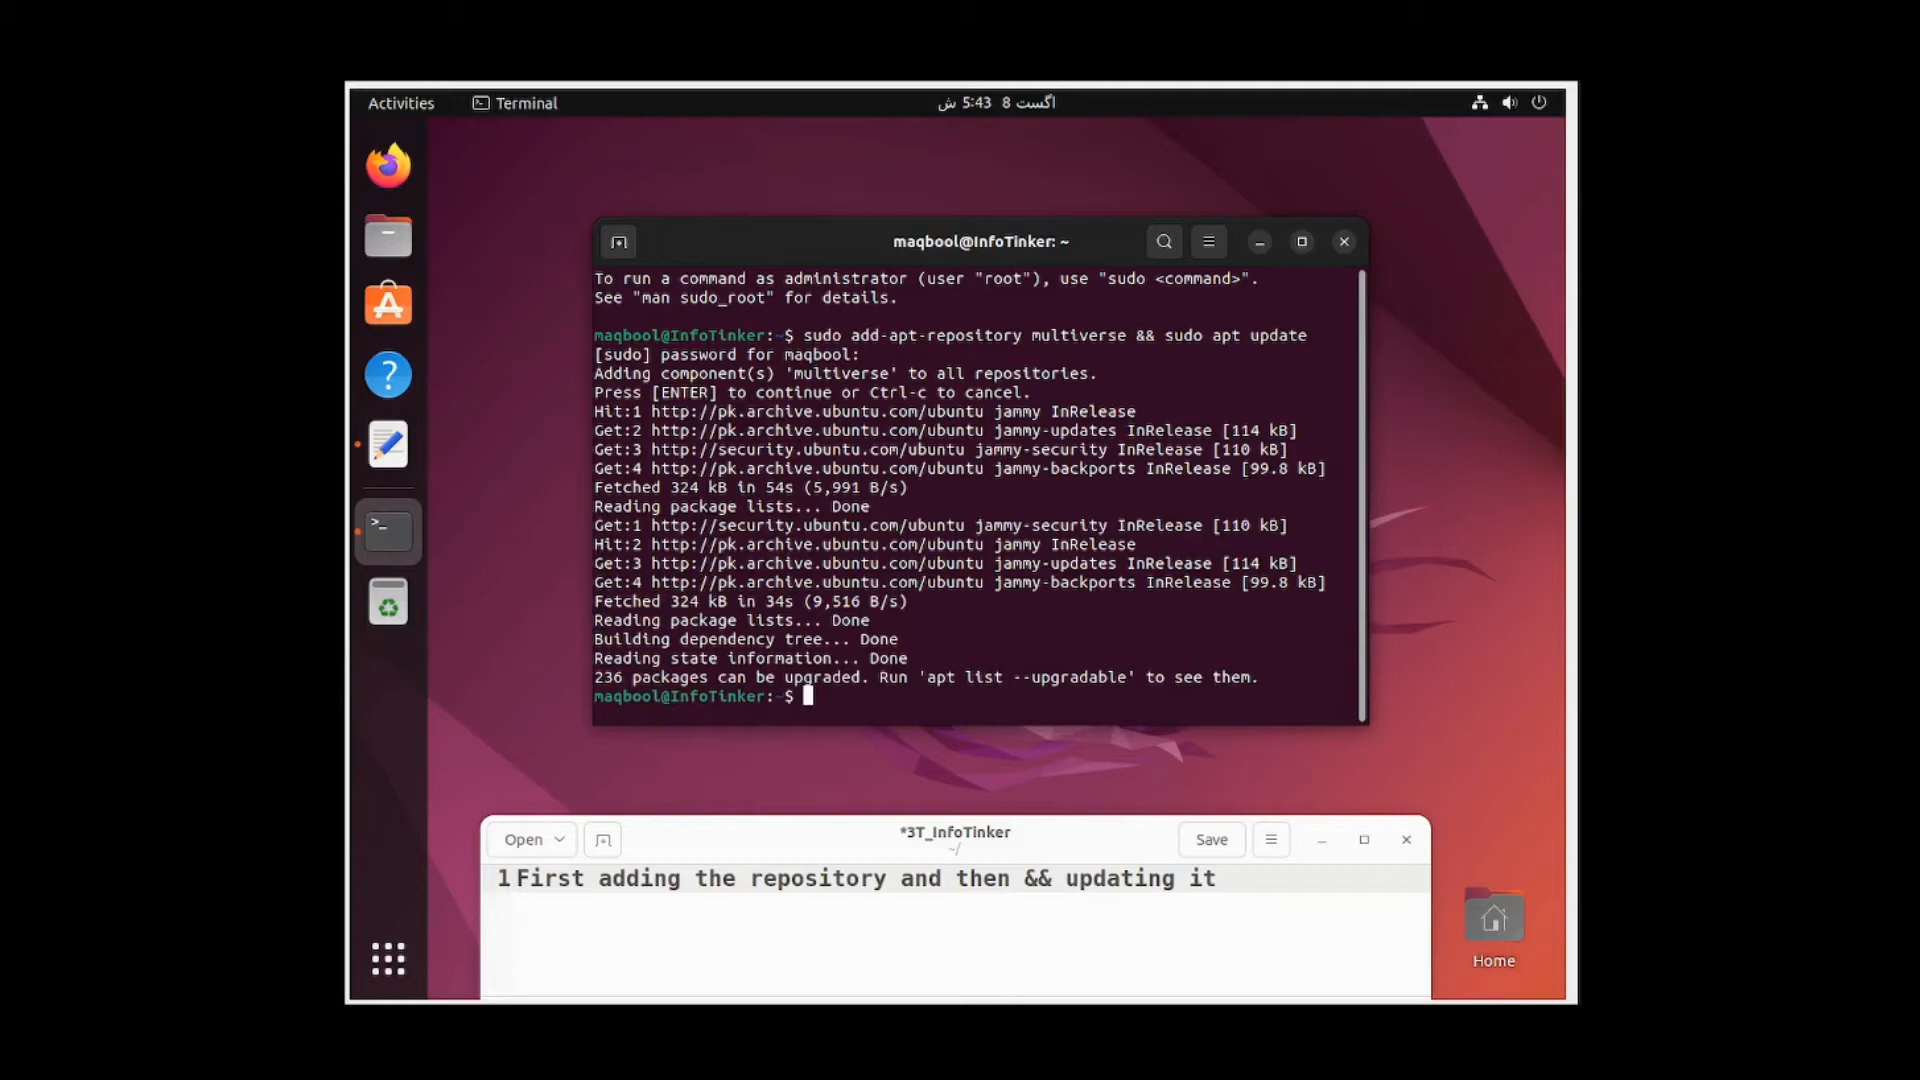 Activities
Terminal
اگست 8 5:43 ش
maqbool@InfoTinker: ~
To run a command as administrator (user "root"), use "sudo <command>".
See "man sudo_root" for details.
maqbool@InfoTinker:~$ sudo add-apt-repository multiverse && sudo apt update
[sudo] password for maqbool:
Adding component(s) 'multiverse' to all repositories.
Press [ENTER] to continue or Ctrl-c to cancel.
Hit:1 http://pk.archive.ubuntu.com/ubuntu jammy InRelease
Get:2 http://pk.archive.ubuntu.com/ubuntu jammy-updates InRelease [114 kB]
Get:3 http://security.ubuntu.com/ubuntu jammy-security InRelease [110 kB]
Get:4 http://pk.archive.ubuntu.com/ubuntu jammy-backports InRelease [99.8 kB]
Fetched 324 kB in 54s (5,991 B/s)
Reading package lists... Done
Get:1 http://security.ubuntu.com/ubuntu jammy-security InRelease [110 kB]
Hit:2 http://pk.archive.ubuntu.com/ubuntu jammy InRelease
Get:3 http://pk.archive.ubuntu.com/ubuntu jammy-updates InRelease [114 kB]
Get:4 http://pk.archive.ubuntu.com/ubuntu jammy-backports InRelease [99.8 kB]
Fetched 324 kB in 34s (9,516 B/s)
Reading package lists... Done
Building dependency tree... Done
Reading state information... Done
236 packages can be upgraded. Run 'apt list --upgradable' to see them.
maqbool@InfoTinker:~$
Open
*3T_InfoTinker
~/
Save
1 First adding the repository and then && updating it
Home